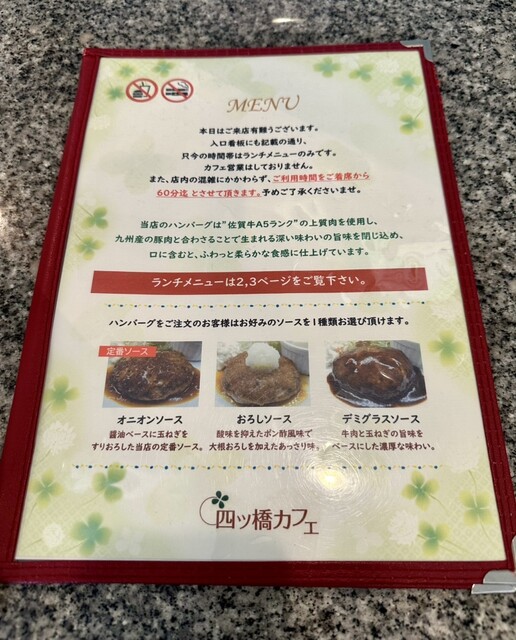 MENU
本日はご来店有難うございます。
入口看板にも記載の通り、
只今の時間帯はランチメニューのみです。
カフェ営業はしておりません。
また、店内の混雑にかかわらず、ご利用時間をご着席から
60分迄 とさせて頂きます。予めご了承くださいませ。
当店のハンバーグは"佐賀牛A5ランク"の上質肉を使用し、
九州産の豚肉と合わさることで生まれる深い味わいの旨味を閉じ込め、
口に含むと、ふわっと柔らかな食感に仕上げています。
ランチメニューは2,3ページをご覧下さい。
ハンバーグをご注文のお客様はお好みのソースを1種類お選び頂けます。
定番ソース
オニオンソース
醤油ベースに玉ねぎを
すりおろした当店の定番ソース。
おろしソース
酸味を抑えたポン酢風味で
大根おろしを加えたあっさり味。
デミグラスソース
牛肉と玉ねぎの旨味を
ベースにした濃厚な味わい。
四ツ橋カフェ